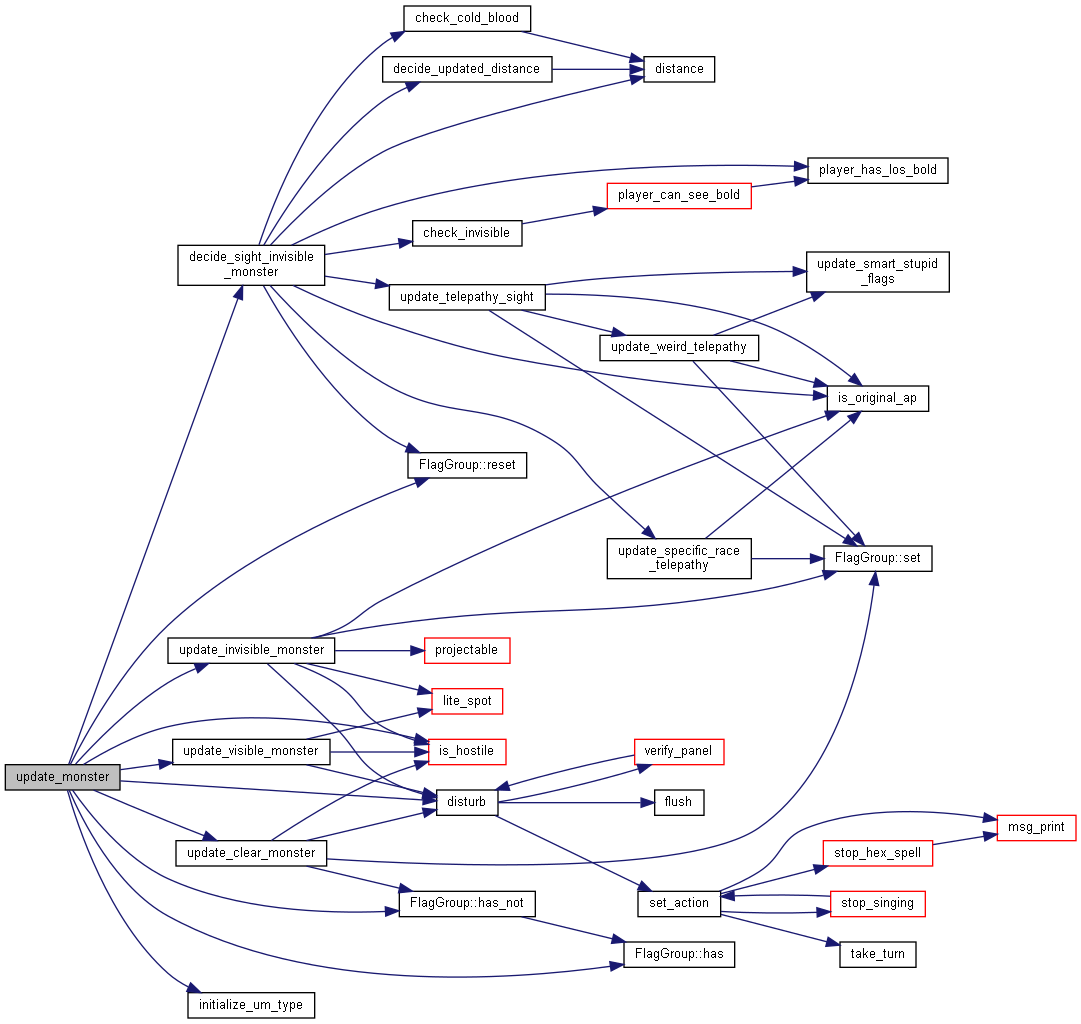 check_cold_blood
decide_updated_distance
distance
player_has_los_bold
player_can_see_bold
check_invisible
decide_sight_invisible
_monster
update_smart_stupid
_flags
update_telepathy_sight
update_weird_telepathy
is_original_ap
FlagGroup::reset
update_specific_race
_telepathy
FlagGroup::set
update_invisible_monster
projectable
lite_spot
update_visible_monster
is_hostile
verify_panel
update_monster
disturb
flush
msg_print
update_clear_monster
stop_hex_spell
FlagGroup::has_not
set_action
stop_singing
FlagGroup::has
take_turn
initialize_um_type